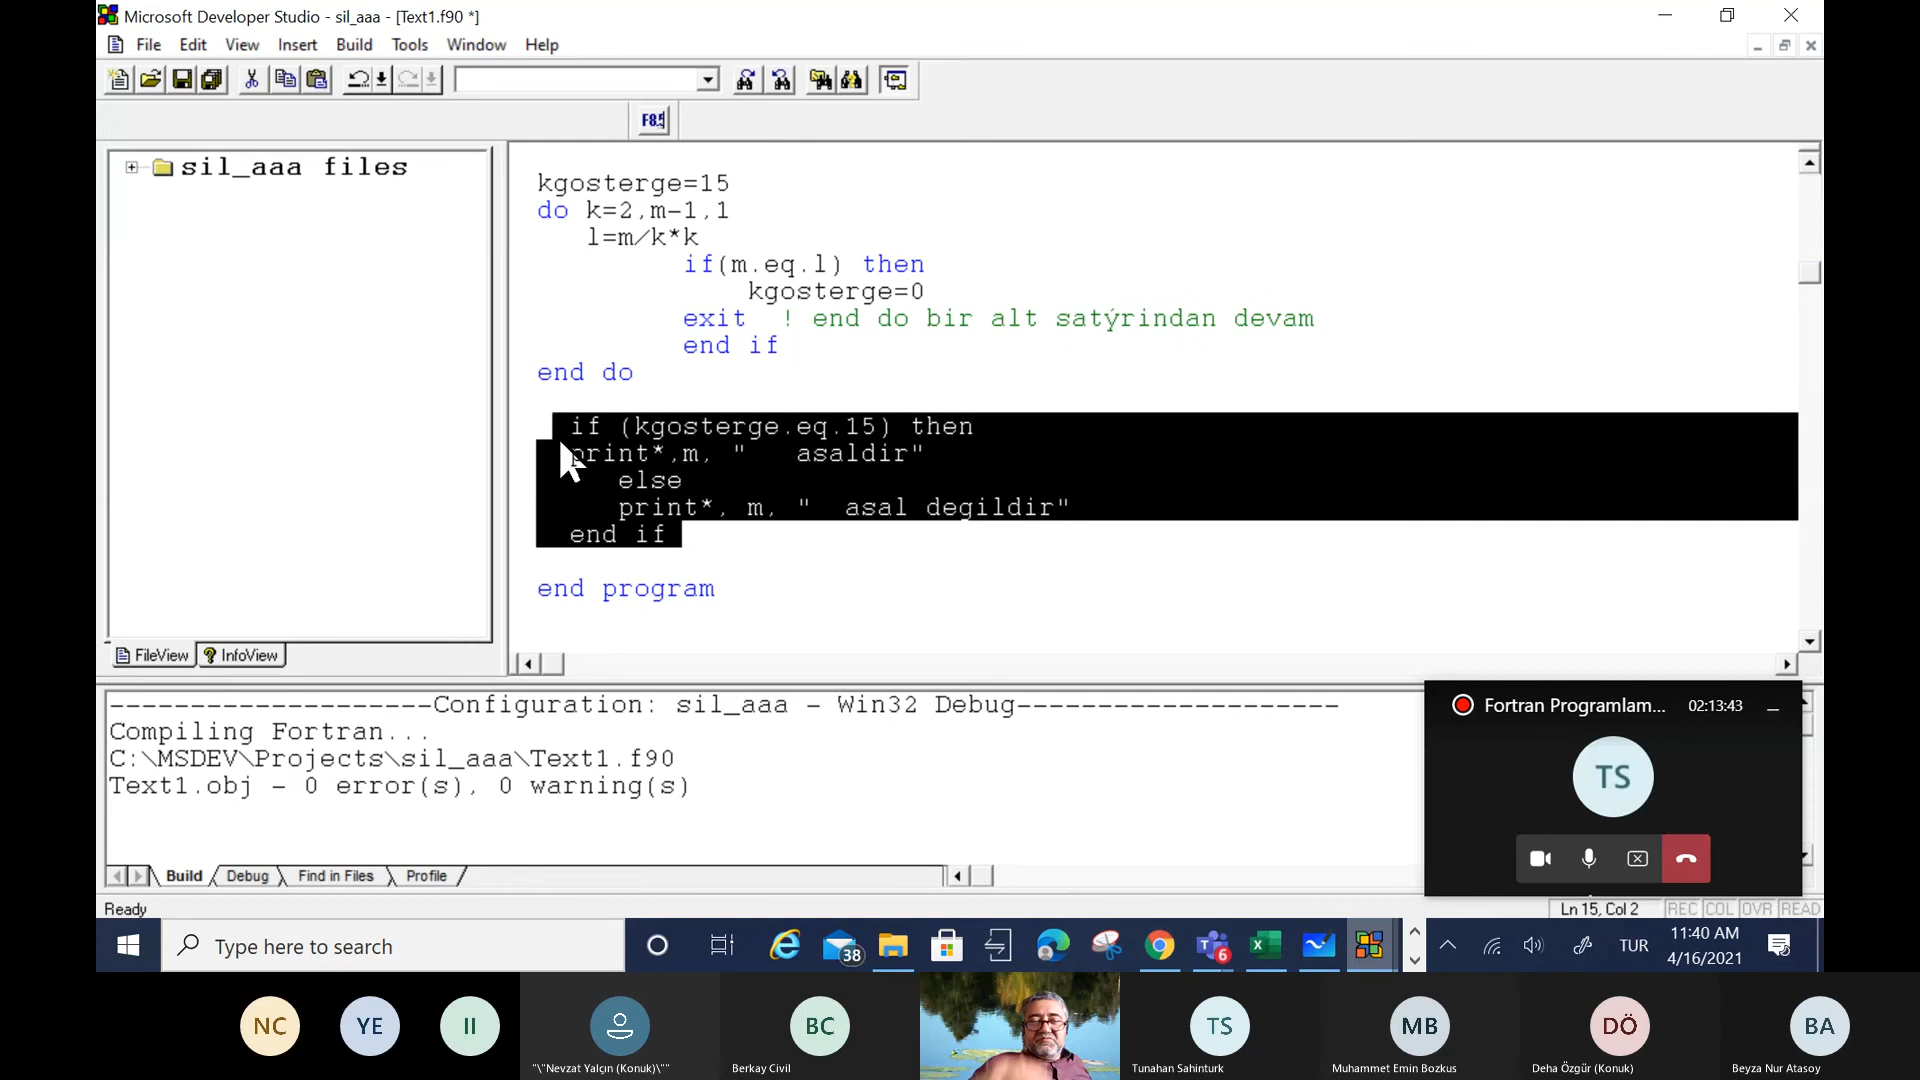 Microsoft Developer Studio - sil_aaa - [Text1.f90 *]
File Edit View Insert Build Tools Window Help
F8.
sil_aaa files
kgosterge=15
do k=2,m-1,1
l=m/k*k
if(m.eq.l) then
kgosterge=0
exit ! end do bir alt satýrindan devam
end if
end do
if (kgosterge.eq.15) then
print*,m, " asaldir"
else
print*, m, " asal degildir"
end if
end program
FileView InfoView
--------------------Configuration: sil_aaa - Win32 Debug--------------------
Compiling Fortran...
C:\MSDEV\Projects\sil_aaa\Text1.f90
Text1.obj - 0 error(s), 0 warning(s)
Build Debug Find in Files Profile
Fortran Programlam... 02:13:43
TS
Ready
Ln 15, Col 2 REC COL OVR READ
Type here to search
38
6
TUR
11:40 AM
4/16/2021
NC YE II BC TS MB DÖ BA
"\"Nevzat Yalçın (Konuk)\"" Berkay Civil Tunahan Sahinturk Muhammet Emin Bozkus Deha Özgür (Konuk) Beyza Nur Atasoy